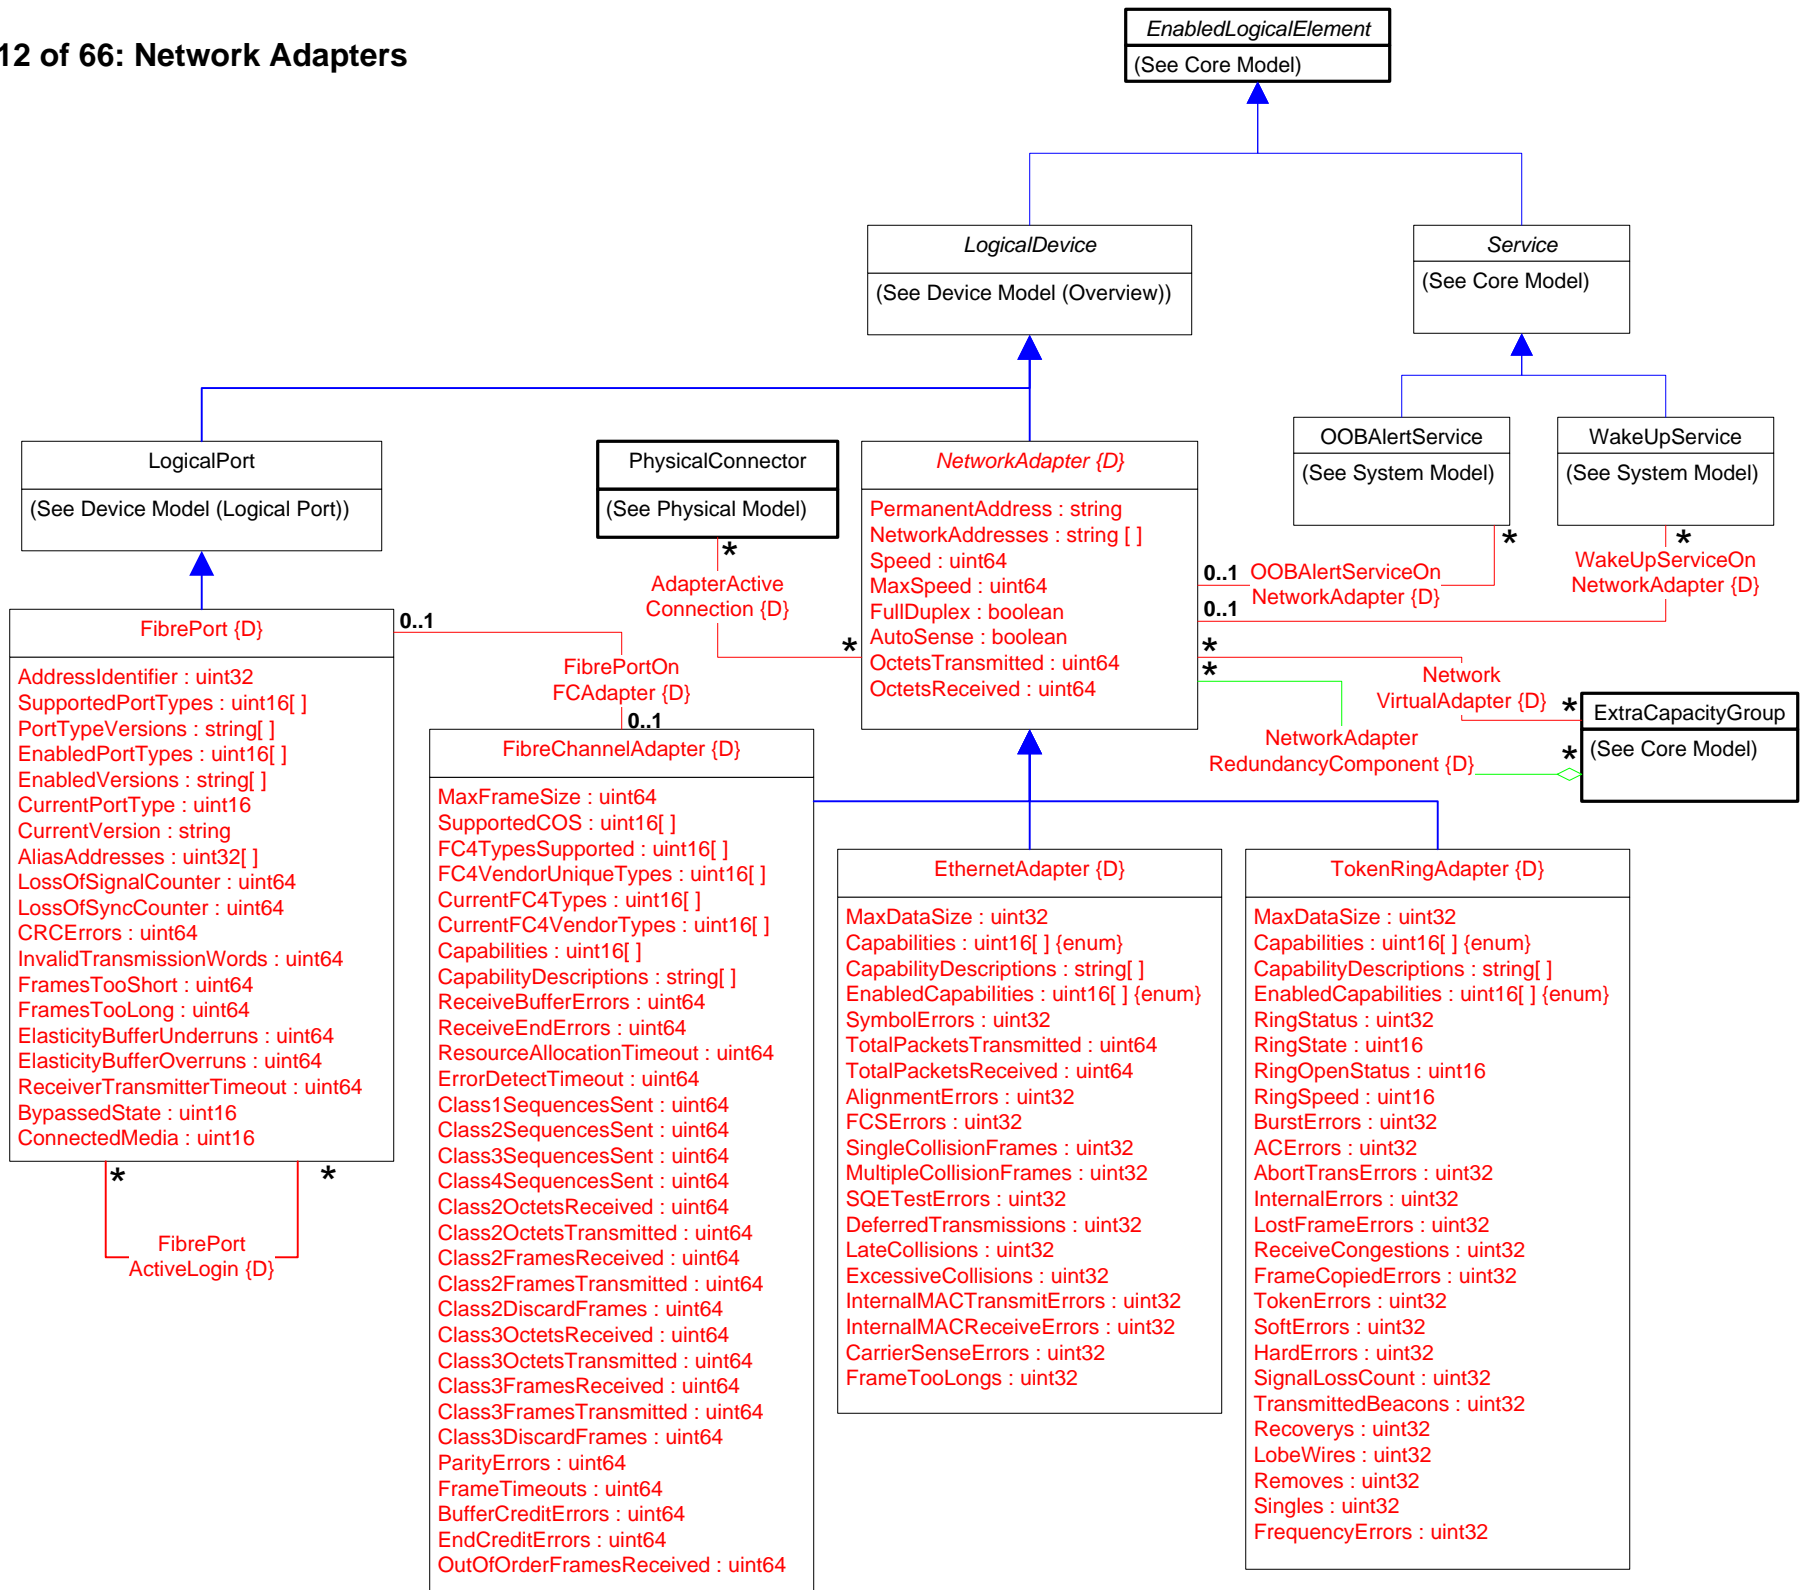 12 of 66: Network Adapters
EnabledLogicalElement
(See Core Model)
LogicalDevice
(See Device Model (Overview))
Service
(See Core Model)
LogicalPort
(See Device Model (Logical Port))
PhysicalConnector
(See Physical Model)
*
AdapterActive
Connection {D}
*
NetworkAdapter {D}
PermanentAddress : string
NetworkAddresses : string [ ]
Speed : uint64
MaxSpeed : uint64
FullDuplex : boolean
AutoSense : boolean
OctetsTransmitted : uint64
OctetsReceived : uint64
OOBAlertService
(See System Model)
*
WakeUpService
(See System Model)
*
0..1
OOBAlertServiceOn
NetworkAdapter {D}
WakeUpServiceOn
NetworkAdapter {D}
0..1
*
*
Network
VirtualAdapter {D}
*
NetworkAdapter
RedundancyComponent {D}
*
ExtraCapacityGroup
(See Core Model)
FibrePort {D}
AddressIdentifier : uint32
SupportedPortTypes : uint16[ ]
PortTypeVersions : string[ ]
EnabledPortTypes : uint16[ ]
EnabledVersions : string[ ]
CurrentPortType : uint16
CurrentVersion : string
AliasAddresses : uint32[ ]
LossOfSignalCounter : uint64
LossOfSyncCounter : uint64
CRCErrors : uint64
InvalidTransmissionWords : uint64
FramesTooShort : uint64
FramesTooLong : uint64
ElasticityBufferUnderruns : uint64
ElasticityBufferOverruns : uint64
ReceiverTransmitterTimeout : uint64
BypassedState : uint16
ConnectedMedia : uint16
*
*
FibrePort
ActiveLogin {D}
0..1
FibrePortOn
FCAdapter {D}
0..1
FibreChannelAdapter {D}
MaxFrameSize : uint64
SupportedCOS : uint16[ ]
FC4TypesSupported : uint16[ ]
FC4VendorUniqueTypes : uint16[ ]
CurrentFC4Types : uint16[ ]
CurrentFC4VendorTypes : uint16[ ]
Capabilities : uint16[ ]
CapabilityDescriptions : string[ ]
ReceiveBufferErrors : uint64
ReceiveEndErrors : uint64
ResourceAllocationTimeout : uint64
ErrorDetectTimeout : uint64
Class1SequencesSent : uint64
Class2SequencesSent : uint64
Class3SequencesSent : uint64
Class4SequencesSent : uint64
Class2OctetsReceived : uint64
Class2OctetsTransmitted : uint64
Class2FramesReceived : uint64
Class2FramesTransmitted : uint64
Class2DiscardFrames : uint64
Class3OctetsReceived : uint64
Class3OctetsTransmitted : uint64
Class3FramesReceived : uint64
Class3FramesTransmitted : uint64
Class3DiscardFrames : uint64
ParityErrors : uint64
FrameTimeouts : uint64
BufferCreditErrors : uint64
EndCreditErrors : uint64
OutOfOrderFramesReceived : uint64
EthernetAdapter {D}
MaxDataSize : uint32
Capabilities : uint16[ ] {enum}
CapabilityDescriptions : string[ ]
EnabledCapabilities : uint16[ ] {enum}
SymbolErrors : uint32
TotalPacketsTransmitted : uint64
TotalPacketsReceived : uint64
AlignmentErrors : uint32
FCSErrors : uint32
SingleCollisionFrames : uint32
MultipleCollisionFrames : uint32
SQETestErrors : uint32
DeferredTransmissions : uint32
LateCollisions : uint32
ExcessiveCollisions : uint32
InternalMACTransmitErrors : uint32
InternalMACReceiveErrors : uint32
CarrierSenseErrors : uint32
FrameTooLongs : uint32
TokenRingAdapter {D}
MaxDataSize : uint32
Capabilities : uint16[ ] {enum}
CapabilityDescriptions : string[ ]
EnabledCapabilities : uint16[ ] {enum}
RingStatus : uint32
RingState : uint16
RingOpenStatus : uint16
RingSpeed : uint16
BurstErrors : uint32
ACErrors : uint32
AbortTransErrors : uint32
InternalErrors : uint32
LostFrameErrors : uint32
ReceiveCongestions : uint32
FrameCopiedErrors : uint32
TokenErrors : uint32
SoftErrors : uint32
HardErrors : uint32
SignalLossCount : uint32
TransmittedBeacons : uint32
Recoverys : uint32
LobeWires : uint32
Removes : uint32
Singles : uint32
FrequencyErrors : uint32